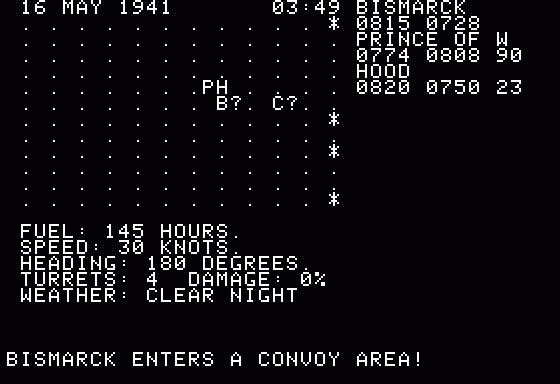 16 MAY 1941 03:49 BISMARCK
. . . . . . . . . . . . . * 0815 0728
. . . . . . . . . . . . . . PRINCE OF W
. . . . . . . . . . . . . . 0774 0808 90
. . . . . . . . . . . . . . HOOD
. . . . . . . .PH . . . . . 0820 0750 23
. . . . . . . . B?. C?. .
. . . . . . . . . . . . . *
. . . . . . . . . . . . . .
. . . . . . . . . . . . . *
. . . . . . . . . . . . . .
. . . . . . . . . . . . . .
. . . . . . . . . . . . . *
FUEL: 145 HOURS.
SPEED: 30 KNOTS.
HEADING: 180 DEGREES.
TURRETS: 4 DAMAGE: 0%
WEATHER: CLEAR NIGHT
BISMARCK ENTERS A CONVOY AREA!